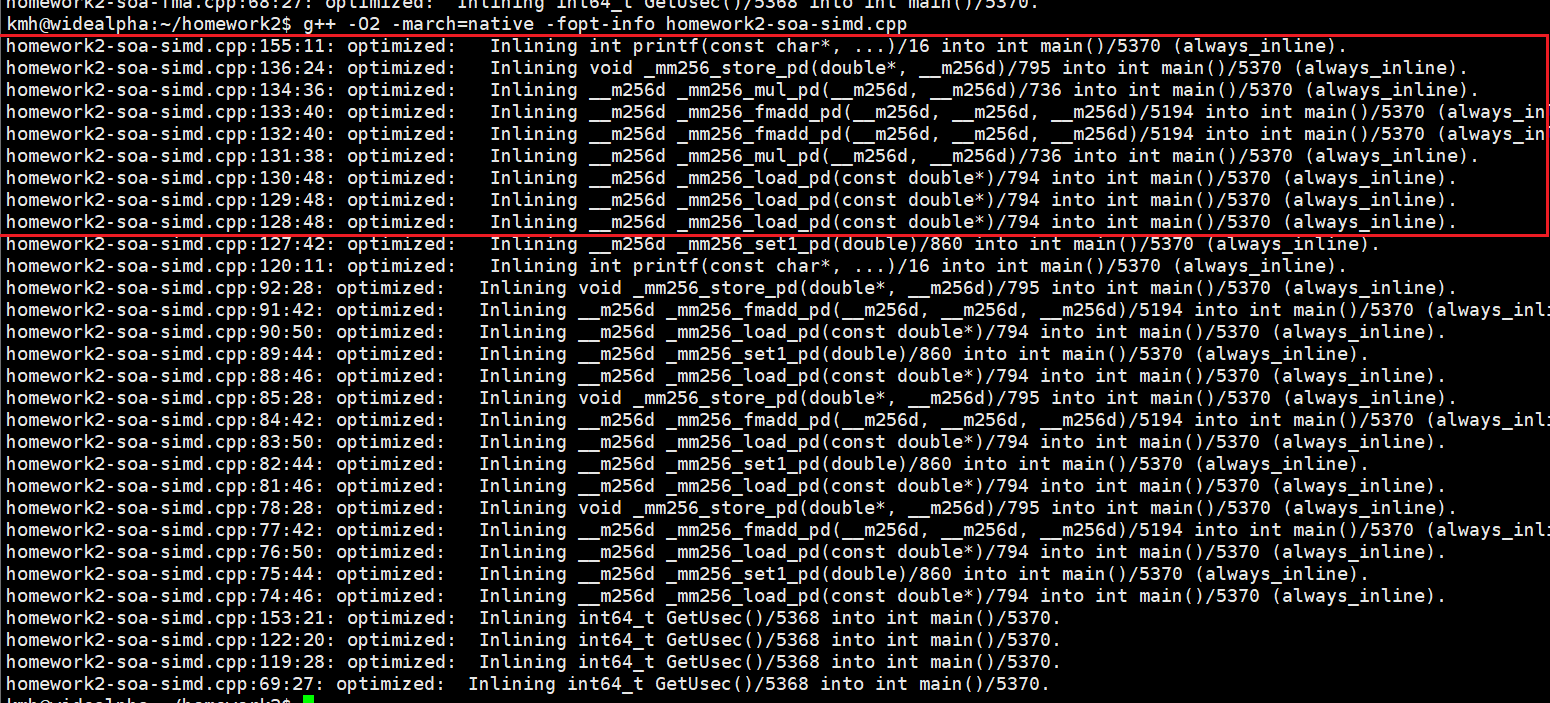 homework2-soa-fma.cpp:68:27: optimized:  Inlining int64_t GetUsec()/5368 into int main()/5370.
kmh@widealpha:~/homework2$ g++ -O2 -march=native -fopt-info homework2-soa-simd.cpp
homework2-soa-simd.cpp:155:11: optimized:   Inlining int printf(const char*, ...)/16 into int main()/5370 (always_inline).
homework2-soa-simd.cpp:136:24: optimized:   Inlining void _mm256_store_pd(double*, __m256d)/795 into int main()/5370 (always_inline).
homework2-soa-simd.cpp:134:36: optimized:   Inlining __m256d _mm256_mul_pd(__m256d, __m256d)/736 into int main()/5370 (always_inline).
homework2-soa-simd.cpp:133:40: optimized:   Inlining __m256d _mm256_fmadd_pd(__m256d, __m256d, __m256d)/5194 into int main()/5370 (always_in
homework2-soa-simd.cpp:132:40: optimized:   Inlining __m256d _mm256_fmadd_pd(__m256d, __m256d, __m256d)/5194 into int main()/5370 (always_in
homework2-soa-simd.cpp:131:38: optimized:   Inlining __m256d _mm256_mul_pd(__m256d, __m256d)/736 into int main()/5370 (always_inline).
homework2-soa-simd.cpp:130:48: optimized:   Inlining __m256d _mm256_load_pd(const double*)/794 into int main()/5370 (always_inline).
homework2-soa-simd.cpp:129:48: optimized:   Inlining __m256d _mm256_load_pd(const double*)/794 into int main()/5370 (always_inline).
homework2-soa-simd.cpp:128:48: optimized:   Inlining __m256d _mm256_load_pd(const double*)/794 into int main()/5370 (always_inline).
homework2-soa-simd.cpp:127:42: optimized:   Inlining __m256d _mm256_set1_pd(double)/860 into int main()/5370 (always_inline).
homework2-soa-simd.cpp:120:11: optimized:   Inlining int printf(const char*, ...)/16 into int main()/5370 (always_inline).
homework2-soa-simd.cpp:92:28: optimized:   Inlining void _mm256_store_pd(double*, __m256d)/795 into int main()/5370 (always_inline).
homework2-soa-simd.cpp:91:42: optimized:   Inlining __m256d _mm256_fmadd_pd(__m256d, __m256d, __m256d)/5194 into int main()/5370 (always_inli
homework2-soa-simd.cpp:90:50: optimized:   Inlining __m256d _mm256_load_pd(const double*)/794 into int main()/5370 (always_inline).
homework2-soa-simd.cpp:89:44: optimized:   Inlining __m256d _mm256_set1_pd(double)/860 into int main()/5370 (always_inline).
homework2-soa-simd.cpp:88:46: optimized:   Inlining __m256d _mm256_load_pd(const double*)/794 into int main()/5370 (always_inline).
homework2-soa-simd.cpp:85:28: optimized:   Inlining void _mm256_store_pd(double*, __m256d)/795 into int main()/5370 (always_inline).
homework2-soa-simd.cpp:84:42: optimized:   Inlining __m256d _mm256_fmadd_pd(__m256d, __m256d, __m256d)/5194 into int main()/5370 (always_inli
homework2-soa-simd.cpp:83:50: optimized:   Inlining __m256d _mm256_load_pd(const double*)/794 into int main()/5370 (always_inline).
homework2-soa-simd.cpp:82:44: optimized:   Inlining __m256d _mm256_set1_pd(double)/860 into int main()/5370 (always_inline).
homework2-soa-simd.cpp:81:46: optimized:   Inlining __m256d _mm256_load_pd(const double*)/794 into int main()/5370 (always_inline).
homework2-soa-simd.cpp:78:28: optimized:   Inlining void _mm256_store_pd(double*, __m256d)/795 into int main()/5370 (always_inline).
homework2-soa-simd.cpp:77:42: optimized:   Inlining __m256d _mm256_fmadd_pd(__m256d, __m256d, __m256d)/5194 into int main()/5370 (always_inli
homework2-soa-simd.cpp:76:50: optimized:   Inlining __m256d _mm256_load_pd(const double*)/794 into int main()/5370 (always_inline).
homework2-soa-simd.cpp:75:44: optimized:   Inlining __m256d _mm256_set1_pd(double)/860 into int main()/5370 (always_inline).
homework2-soa-simd.cpp:74:46: optimized:   Inlining __m256d _mm256_load_pd(const double*)/794 into int main()/5370 (always_inline).
homework2-soa-simd.cpp:153:21: optimized:  Inlining int64_t GetUsec()/5368 into int main()/5370.
homework2-soa-simd.cpp:122:20: optimized:  Inlining int64_t GetUsec()/5368 into int main()/5370.
homework2-soa-simd.cpp:119:28: optimized:  Inlining int64_t GetUsec()/5368 into int main()/5370.
homework2-soa-simd.cpp:69:27: optimized:  Inlining int64_t GetUsec()/5368 into int main()/5370.
kmh@widealpha:~/homework2$